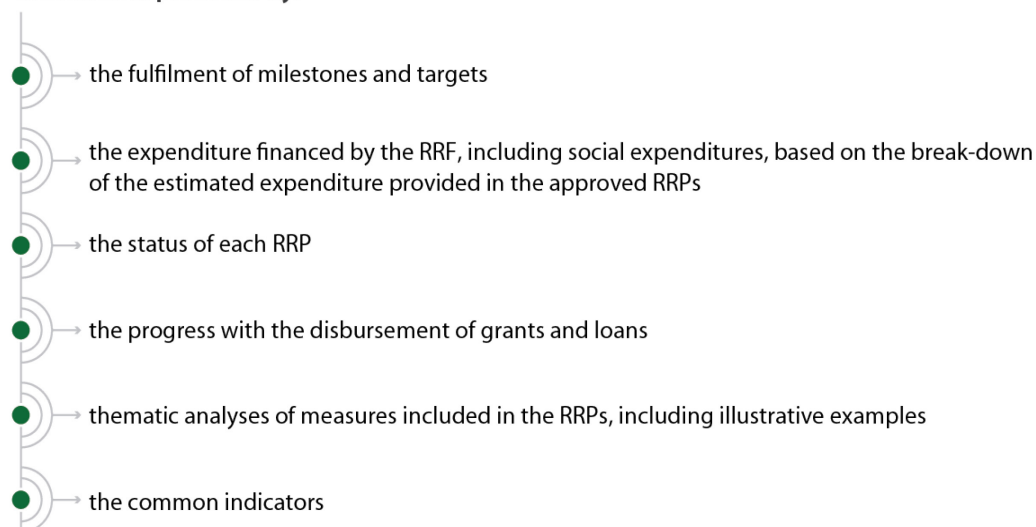 the fulfilment of milestones and targets
the expenditure financed by the RRF, including social expenditures, based on the break-down
of the estimated expenditure provided in the approved RRPs
the status of each RRP
the progress with the disbursement of grants and loans
thematic analyses of measures included in the RRPs, including illustrative examples
the common indicators